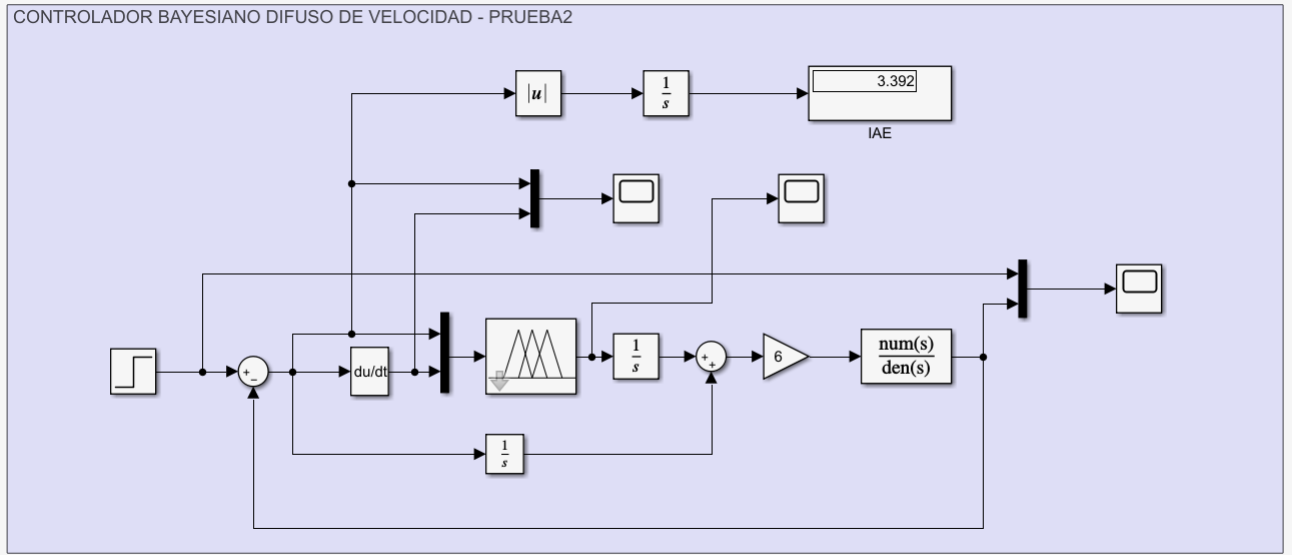 CONTROLADOR BAYESIANO DIFUSO DE VELOCIDAD - PRUEBA2
|u|
1
s
3.392
IAE
du/dt
1
s
6
num(s)
den(s)
1
s